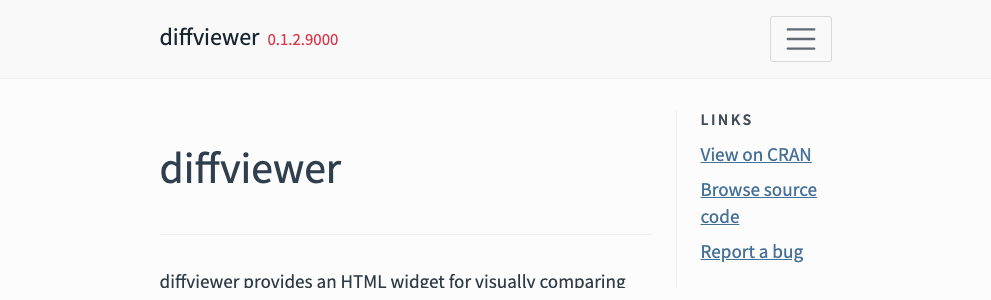 diffviewer 0.1.2.9000
diffviewer
diffviewer provides an HTML widget for visually comparing
LINKS
View on CRAN
Browse source
code
Report a bug